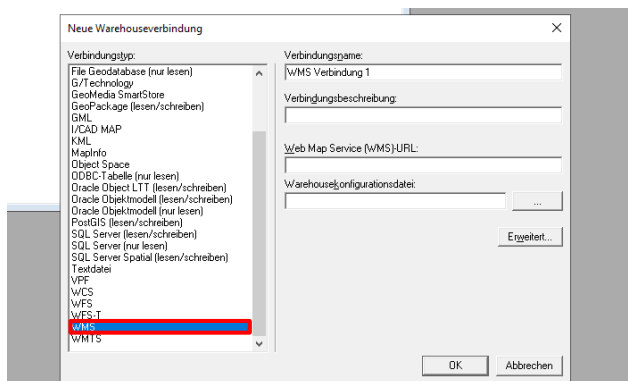 Neue Warehouseverbindung
Verbindungstyp:
File Geodatabase (nur lesen)
G/Technology
GeoMedia SmartStore
GeoPackage (lesen/schreiben)
GML
I/CAD MAP
KML
MapInfo
Object Space
ODBC-Tabelle (nur lesen)
Oracle Object LTT (lesen/schreiben)
Oracle Objektmodell (lesen/schreiben)
Oracle Objektmodell (nur lesen)
PostGIS (lesen/schreiben)
SQL Server (lesen/schreiben)
SQL Server (nur lesen)
SQL Server Spatial (lesen/schreiben)
Textdatei
VPF
WCS
WFS
WFS-T
WMS
WMTS
Verbindungsname:
WMS Verbindung 1
Verbindungsbeschreibung:
Web Map Service (WMS)-URL:
Warehousekonfigurationsdatei:
...
Erweitert...
OK
Abbrechen